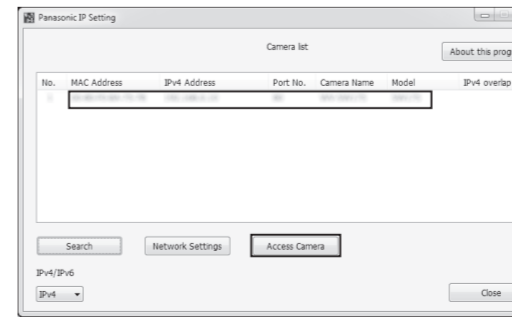 Panasonic IP Setting
Camera list
About this prog
No. MAC Address IPv4 Address Port No. Camera Name Model IPv4 overlap
Search Network Settings Access Camera
IPv4/IPv6
IPv4
Close